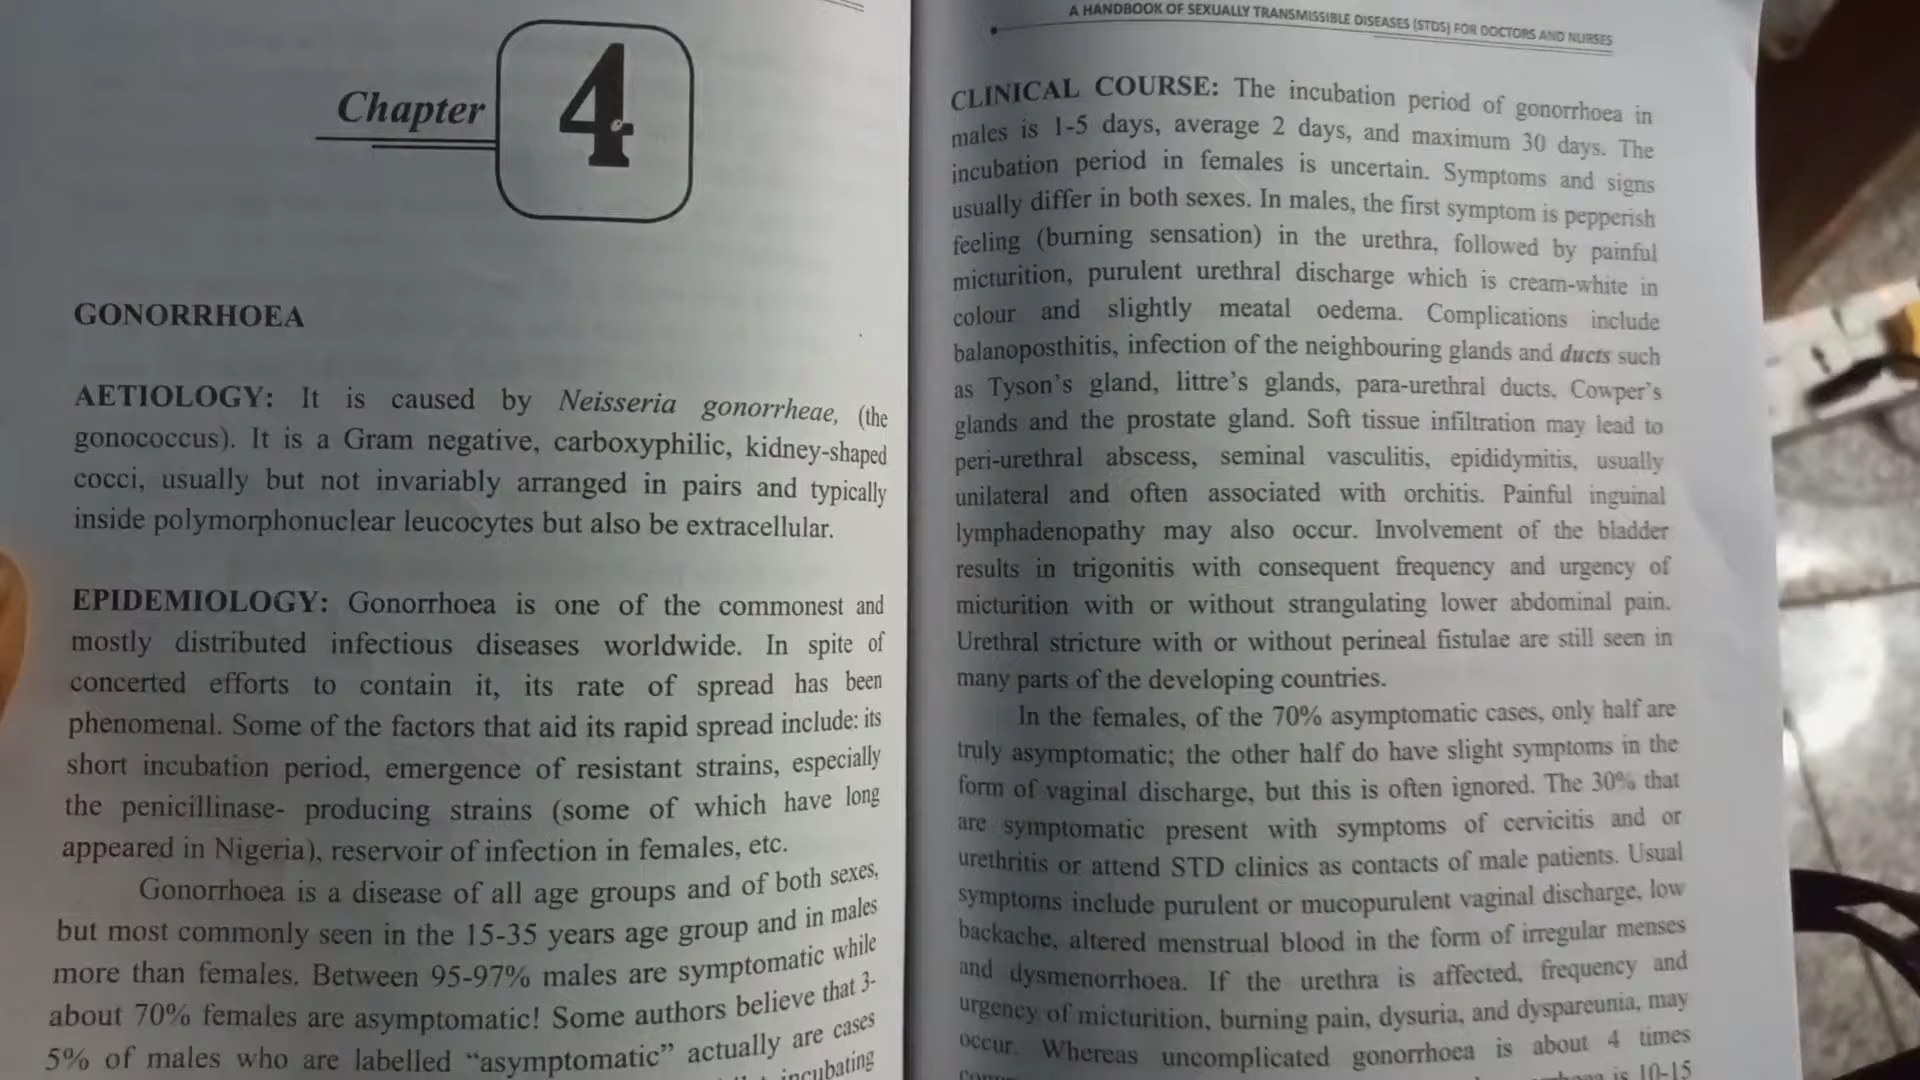 Chapter 4
GONORRHOEA
AETIOLOGY: It is caused by Neisseria gonorrheae, (the
gonococcus). It is a Gram negative, carboxyphilic, kidney-shaped
cocci, usually but not invariably arranged in pairs and typically
inside polymorphonuclear leucocytes but also be extracellular.
EPIDEMIOLOGY: Gonorrhoea is one of the commonest and
mostly distributed infectious diseases worldwide. In spite of
concerted efforts to contain it, its rate of spread has been
phenomenal. Some of the factors that aid its rapid spread include: its
short incubation period, emergence of resistant strains, especially
the penicillinase- producing strains (some of which have long
appeared in Nigeria), reservoir of infection in females, etc.
Gonorrhoea is a disease of all age groups and of both sexes,
but most commonly seen in the 15-35 years age group and in males
more than females. Between 95-97% males are symptomatic while
about 70% females are asymptomatic! Some authors believe that 3-
5% of males who are labelled “asymptomatic” actually are cases
incubating
A HANDBOOK OF SEXUALLY TRANSMISSIBLE DISEASES (STDS) FOR DOCTORS AND NURSES
CLINICAL COURSE: The incubation period of gonorrhoea in
males is 1-5 days, average 2 days, and maximum 30 days. The
incubation period in females is uncertain. Symptoms and signs
usually differ in both sexes. In males, the first symptom is pepperish
feeling (burning sensation) in the urethra, followed by painful
micturition, purulent urethral discharge which is cream-white in
colour and slightly meatal oedema. Complications include
balanoposthitis, infection of the neighbouring glands and ducts such
as Tyson's gland, littre's glands, para-urethral ducts, Cowper's
glands and the prostate gland. Soft tissue infiltration may lead to
peri-urethral abscess, seminal vasculitis, epididymitis, usually
unilateral and often associated with orchitis. Painful inguinal
lymphadenopathy may also occur. Involvement of the bladder
results in trigonitis with consequent frequency and urgency of
micturition with or without strangulating lower abdominal pain.
Urethral stricture with or without perineal fistulae are still seen in
many parts of the developing countries.
In the females, of the 70% asymptomatic cases, only half are
truly asymptomatic; the other half do have slight symptoms in the
form of vaginal discharge, but this is often ignored. The 30% that
are symptomatic present with symptoms of cervicitis and or
urethritis or attend STD clinics as contacts of male patients. Usual
symptoms include purulent or mucopurulent vaginal discharge, low
backache, altered menstrual blood in the form of irregular menses
and dysmenorrhoea. If the urethra is affected, frequency and
urgency of micturition, burning pain, dysuria, and dyspareunia, may
occur. Whereas uncomplicated gonorrhoea is about 4 times
is 10-15